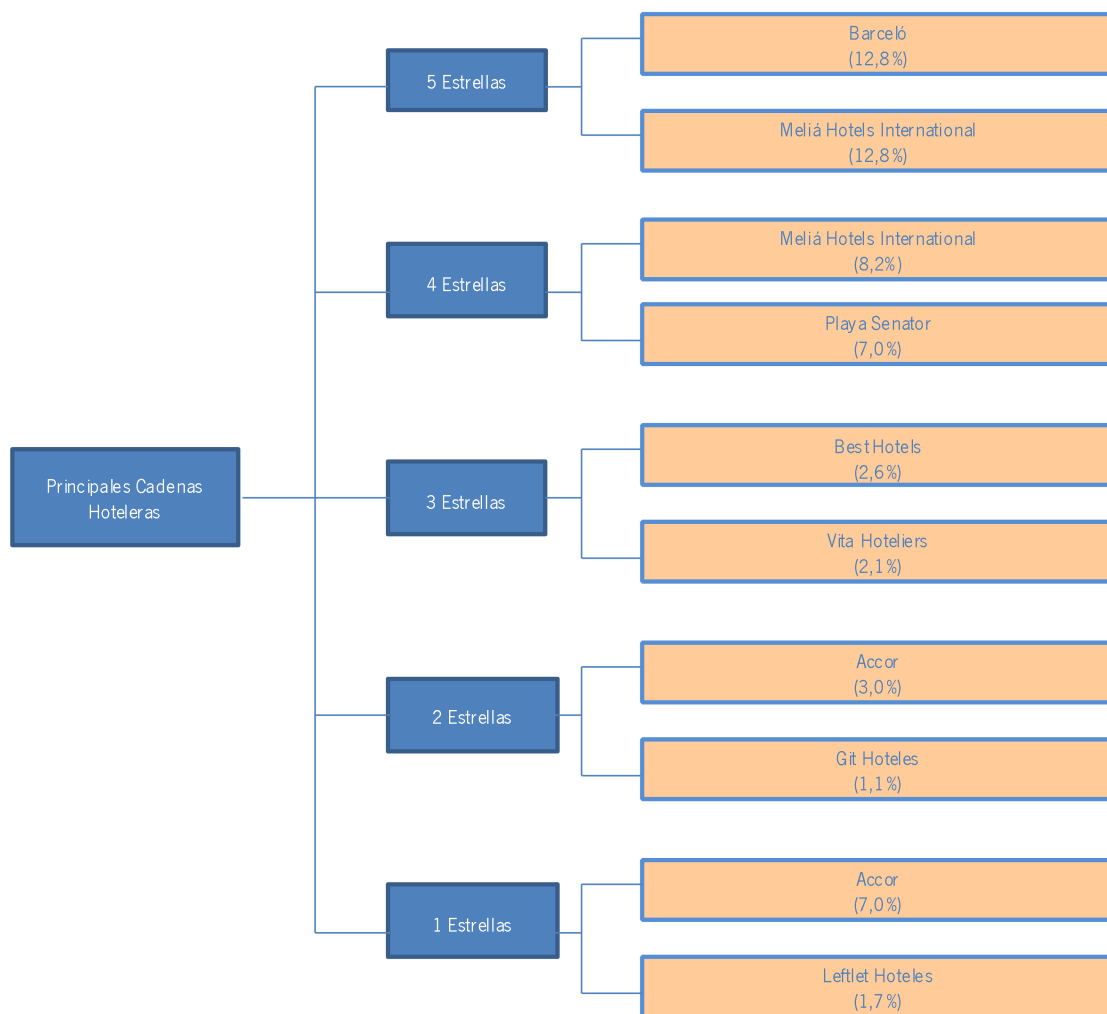 Principales Cadenas
Hoteleras
5 Estrellas
Barceló
(12,8%)
Meliá Hotels International
(12,8%)
4 Estrellas
Meliá Hotels International
(8,2%)
Playa Senator
(7,0%)
3 Estrellas
Best Hotels
(2,6%)
Vita Hoteliers
(2,1%)
2 Estrellas
Accor
(3,0%)
Git Hoteles
(1,1%)
1 Estrellas
Accor
(7,0%)
Leftlet Hoteles
(1,7%)